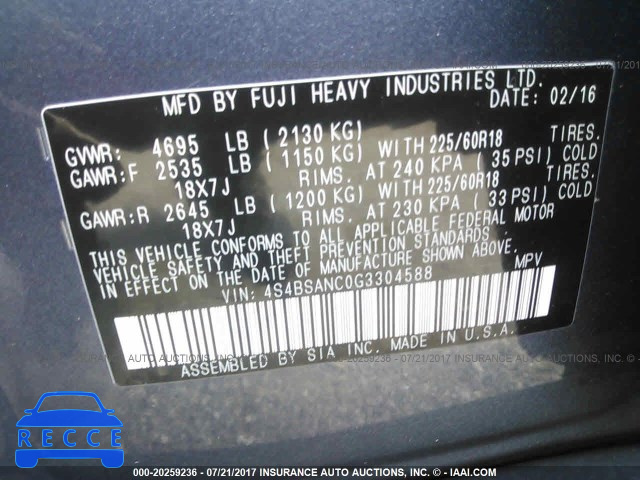 MFD BY FUJI HEAVY INDUSTRIES LTD.
DATE: 02/16
GVWR: 4695 LB (2130 KG)
GAWR:F 2535 LB (1150 KG) WITH 225/60R18 TIRES.
18X7J RIMS. AT 240 KPA 35 PSI) COLD
GAWR:R 2645 LB (1200 KG) WITH 225/60R18 TIRES.
18X7J RIMS. AT 230 KPA (33 PSI) COLD
THIS VEHICLE CONFORMS TO ALL APPLICABLE FEDERAL MOTOR
VEHICLE SAFETY AND THEFT PREVENTION STANDARDS
IN EFFECT ON THE DATE OF MANUFACTURE SHOWN ABOVE.
VIN: 4S4BSANC0G3304588 MPV
ASSEMBLED BY SIA INC. MADE IN U.S.A.
RECCE
000-20259236 - 07/21/2017 INSURANCE AUTO AUCTIONS, INC. © - IAAI.COM